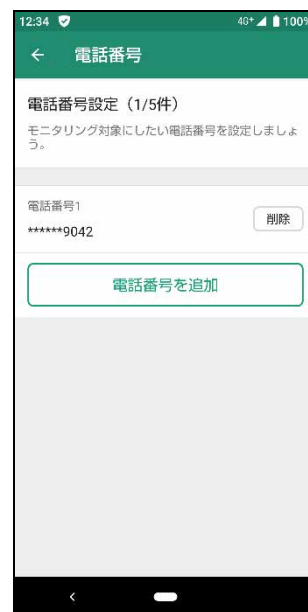 12:34 4G+ 100%
← 電話番号
電話番号設定（1/5件）
モニタリング対象にしたい電話番号を設定しましょ
う。
電話番号1
******9042
削除
電話番号を追加